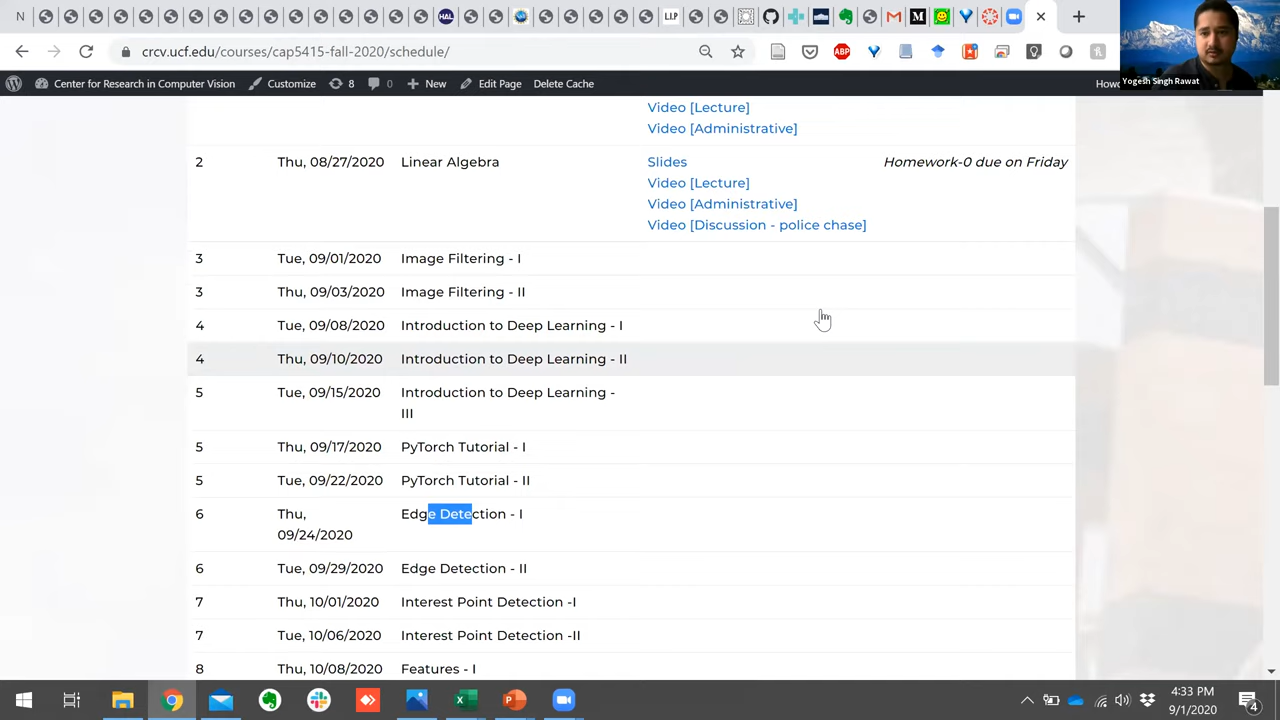 N
HAL
LLP
crcv.ucf.edu/courses/cap5415-fall-2020/schedule/
ABP
Yogesh Singh Rawat
Center for Research in Computer Vision
Customize
8
0
New
Edit Page
Delete Cache
Howd
Video [Lecture]
Video [Administrative]
2 Thu, 08/27/2020 Linear Algebra Slides Homework-0 due on Friday
Video [Lecture]
Video [Administrative]
Video [Discussion - police chase]
3 Tue, 09/01/2020 Image Filtering - I
3 Thu, 09/03/2020 Image Filtering - II
4 Tue, 09/08/2020 Introduction to Deep Learning - I
4 Thu, 09/10/2020 Introduction to Deep Learning - II
5 Tue, 09/15/2020 Introduction to Deep Learning -
III
5 Thu, 09/17/2020 PyTorch Tutorial - I
5 Tue, 09/22/2020 PyTorch Tutorial - II
6 Thu, Edge Detection - I
09/24/2020
6 Tue, 09/29/2020 Edge Detection - II
7 Thu, 10/01/2020 Interest Point Detection -I
7 Tue, 10/06/2020 Interest Point Detection -II
8 Thu, 10/08/2020 Features - I
4:33 PM
9/1/2020
4